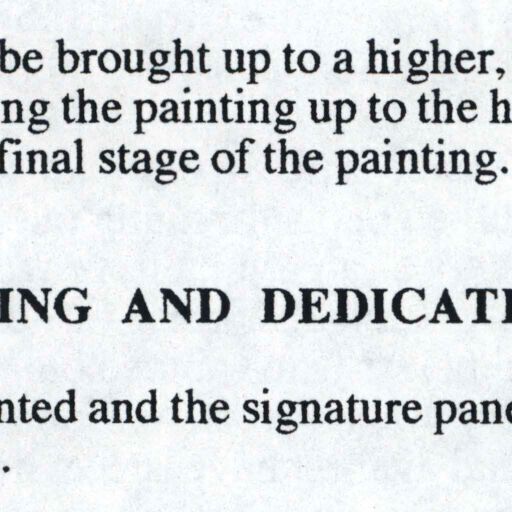 be brought up to a higher,
ng the painting up to the h
final stage of the painting.
ING AND DEDICATI
nted and the signature pane
.